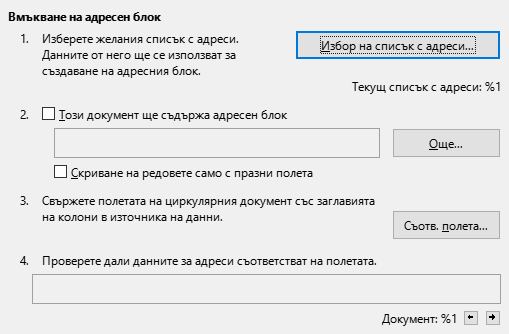 Вмъкване на адресен блок
1. Изберете желания списък с адреси.
Данните от него ще се използват за
създаване на адресния блок.
Избор на списък с адреси...
Текущ списък с адреси: %1
2. Този документ ще съдържа адресен блок
Още...
Скриване на редовете само с празни полета
3. Свържете полетата на циркулярния документ със заглавията
на колони в източника на данни.
Съотв. полета...
4. Проверете дали данните за адреси съответстват на полетата.
Документ: %1